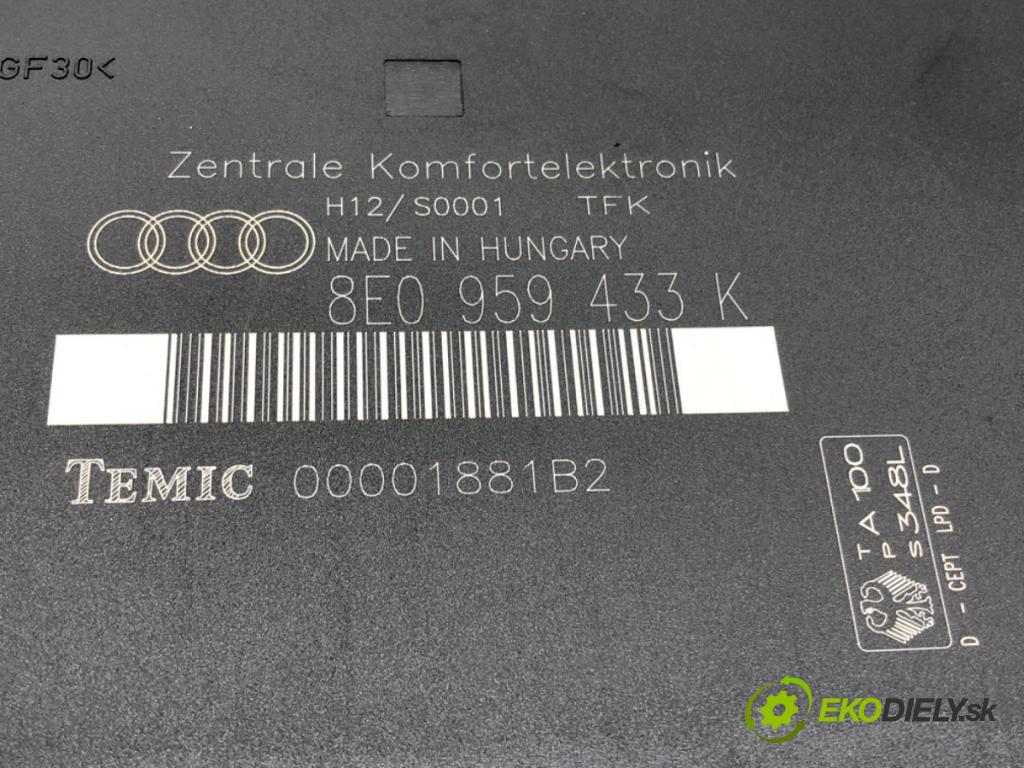 GF30<
Zentrale Komfortelektronik
H12/S0001 TFK
MADE IN HUNGARY
8E0 959 433 K
TEMIC 00001881B2
TA 100
P
S 348L
D - CEPT LPD - D
EKODIELY.sk